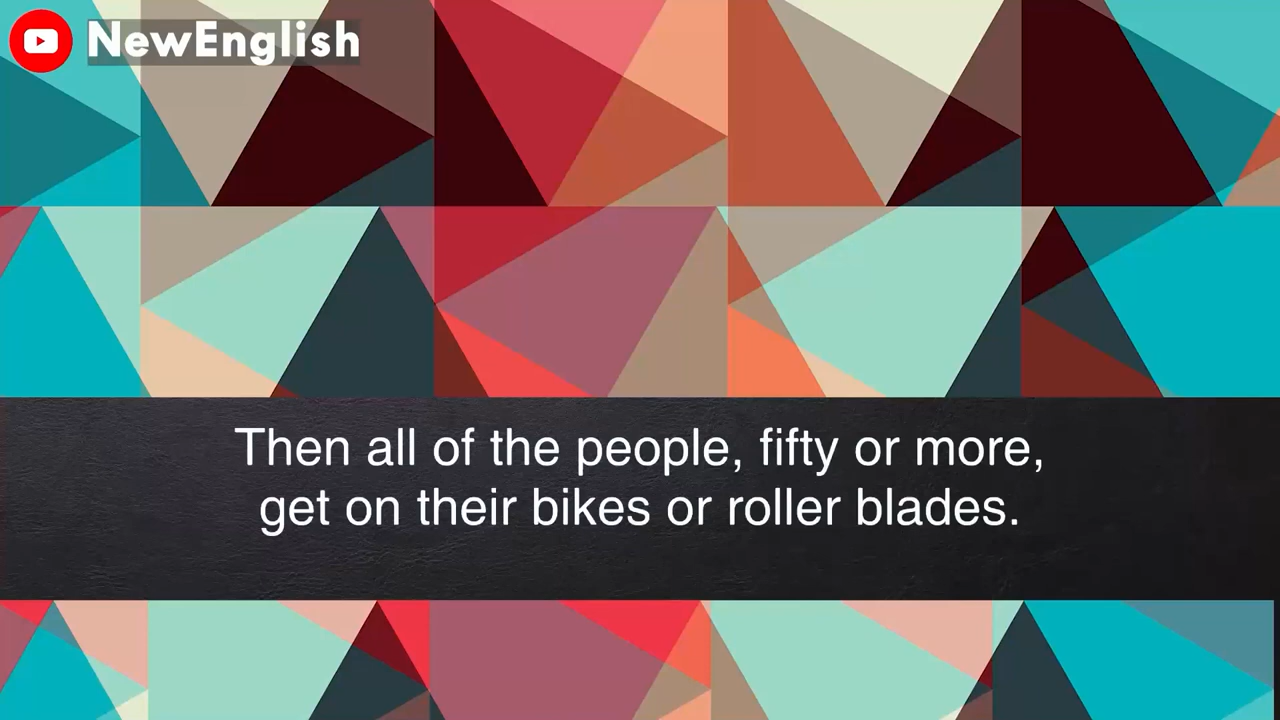 NewEnglish
Then all of the people, fifty or more,
get on their bikes or roller blades.